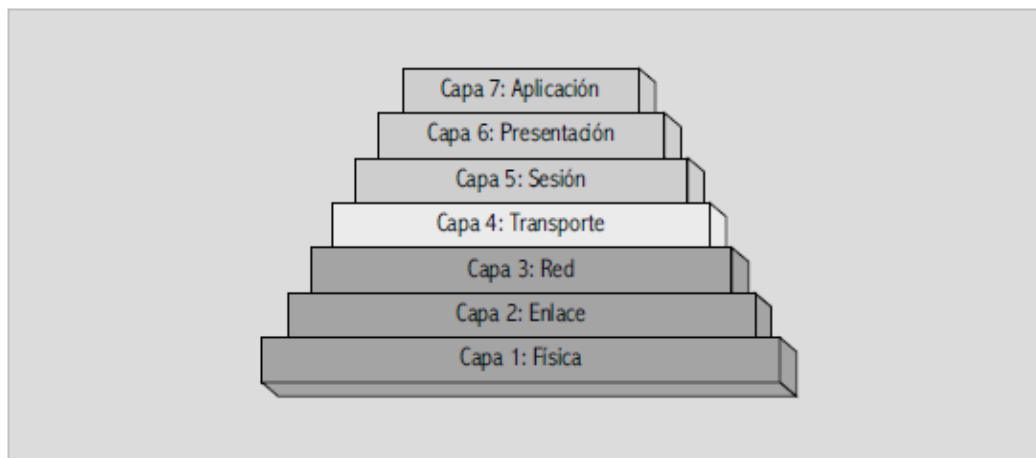 Capa 7: Aplicación
Capa 6: Presentación
Capa 5: Sesión
Capa 4: Transporte
Capa 3: Red
Capa 2: Enlace
Capa 1: Física